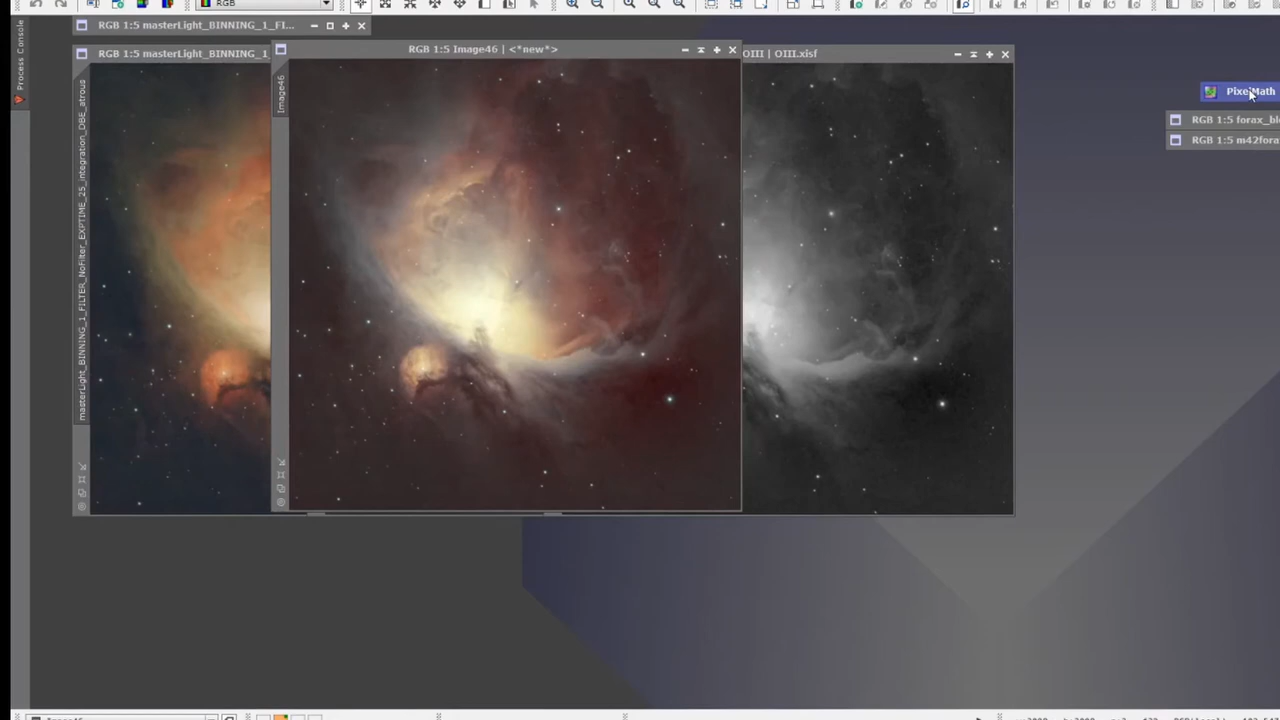 RGB
RGB 1:5 masterLight_BINNING_1_FI...
RGB 1:5 masterLight_BINNING_1_
RGB 1:5 Image46 | <*new*>
OIII | OIII.xisf
Process Console
masterLight_BINNING_1_FILTER_NoFilter_EXPTIME_25_integration_DBE_atrous
Image46
PixelMath
RGB 1:5 forax_bl
RGB 1:5 m42fora